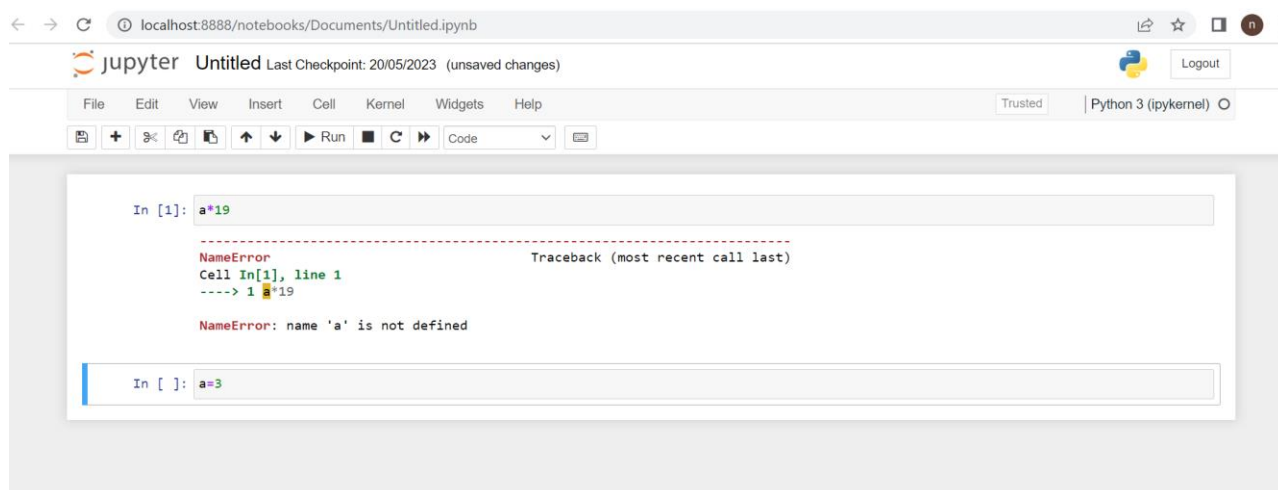 localhost:8888/notebooks/Documents/Untitled.ipynb
n
jupyter Untitled Last Checkpoint: 20/05/2023 (unsaved changes)
Logout
File Edit View Insert Cell Kernel Widgets Help Trusted Python 3 (ipykernel)
Run Code
In [1]: a*19
---------------------------------------------------------------------------
NameError Traceback (most recent call last)
Cell In[1], line 1
----> 1 a*19
NameError: name 'a' is not defined
In [ ]: a=3